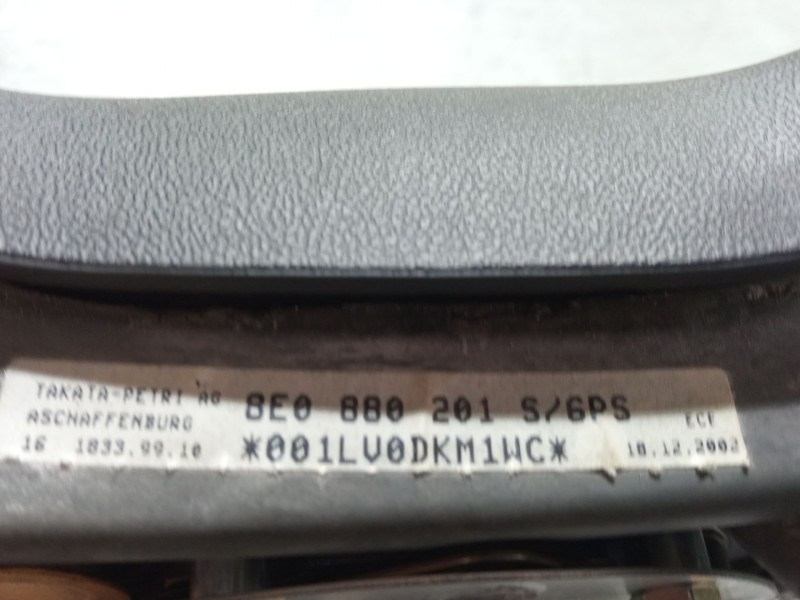 TAKATA-PETRI AG 8E0 880 201 S/6PS
ASCHAFFENBURG ECE
16 1833.99.10 *001LV0DKM1WC* 18.12.2002